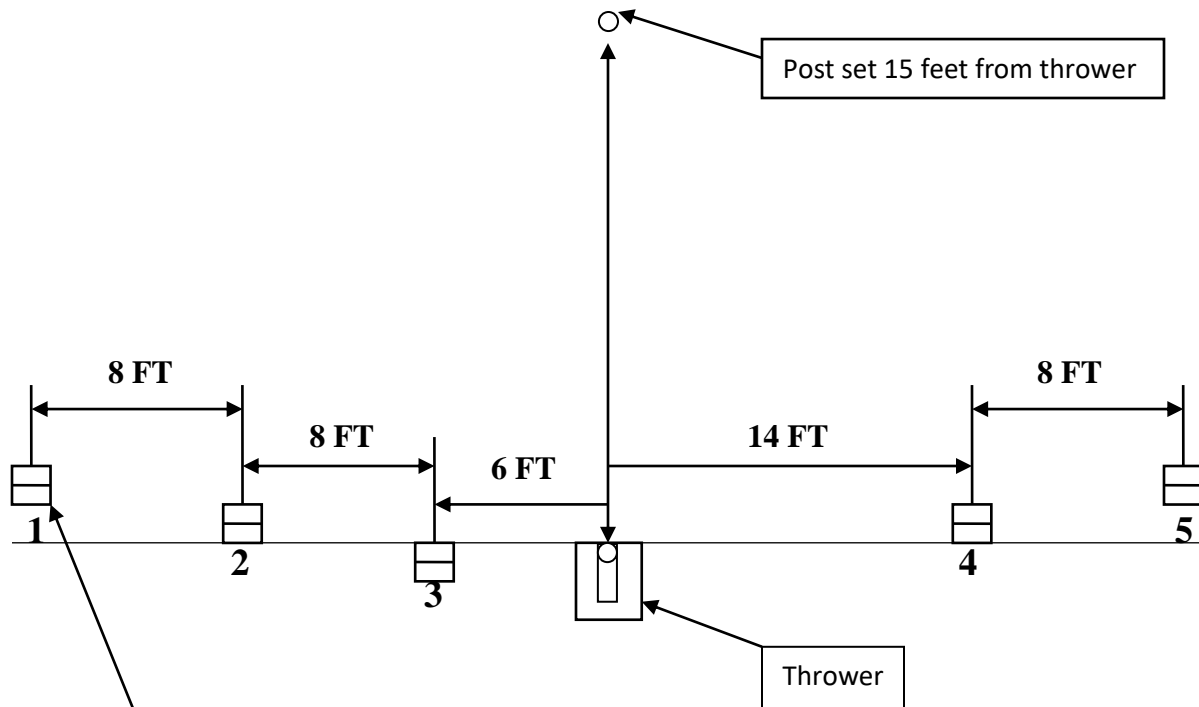 Post set 15 feet from thrower
8 FT
8 FT
8 FT
14 FT
6 FT
1
5
2
4
3
Thrower